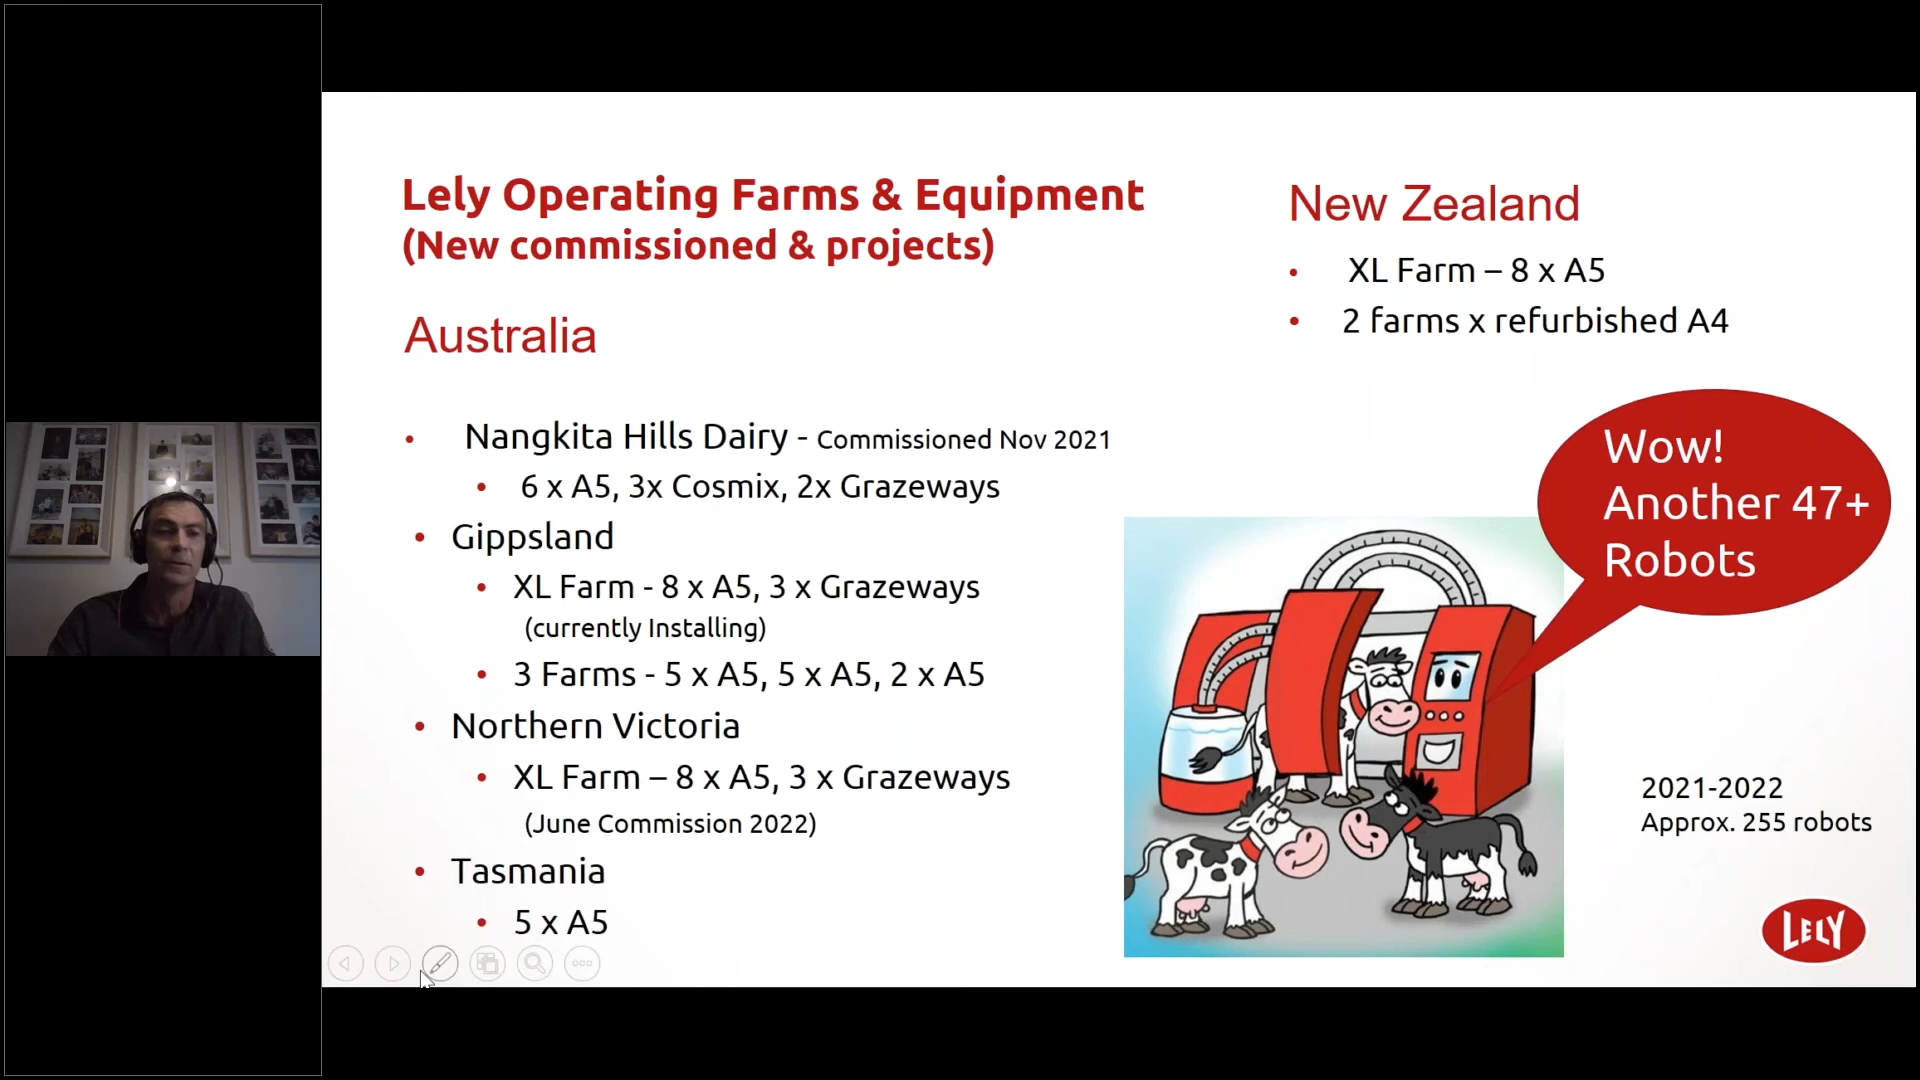 Lely Operating Farms & Equipment
(New commissioned & projects)
Australia
• Nangkita Hills Dairy - Commissioned Nov 2021
• 6 x A5, 3x Cosmix, 2x Grazeways
• Gippsland
• XL Farm - 8 x A5, 3 x Grazeways
(currently Installing)
• 3 Farms - 5 x A5, 5 x A5, 2 x A5
• Northern Victoria
• XL Farm – 8 x A5, 3 x Grazeways
(June Commission 2022)
• Tasmania
• 5 x A5
New Zealand
• XL Farm – 8 x A5
• 2 farms x refurbished A4
Wow!
Another 47+
Robots
2021-2022
Approx. 255 robots
LELY